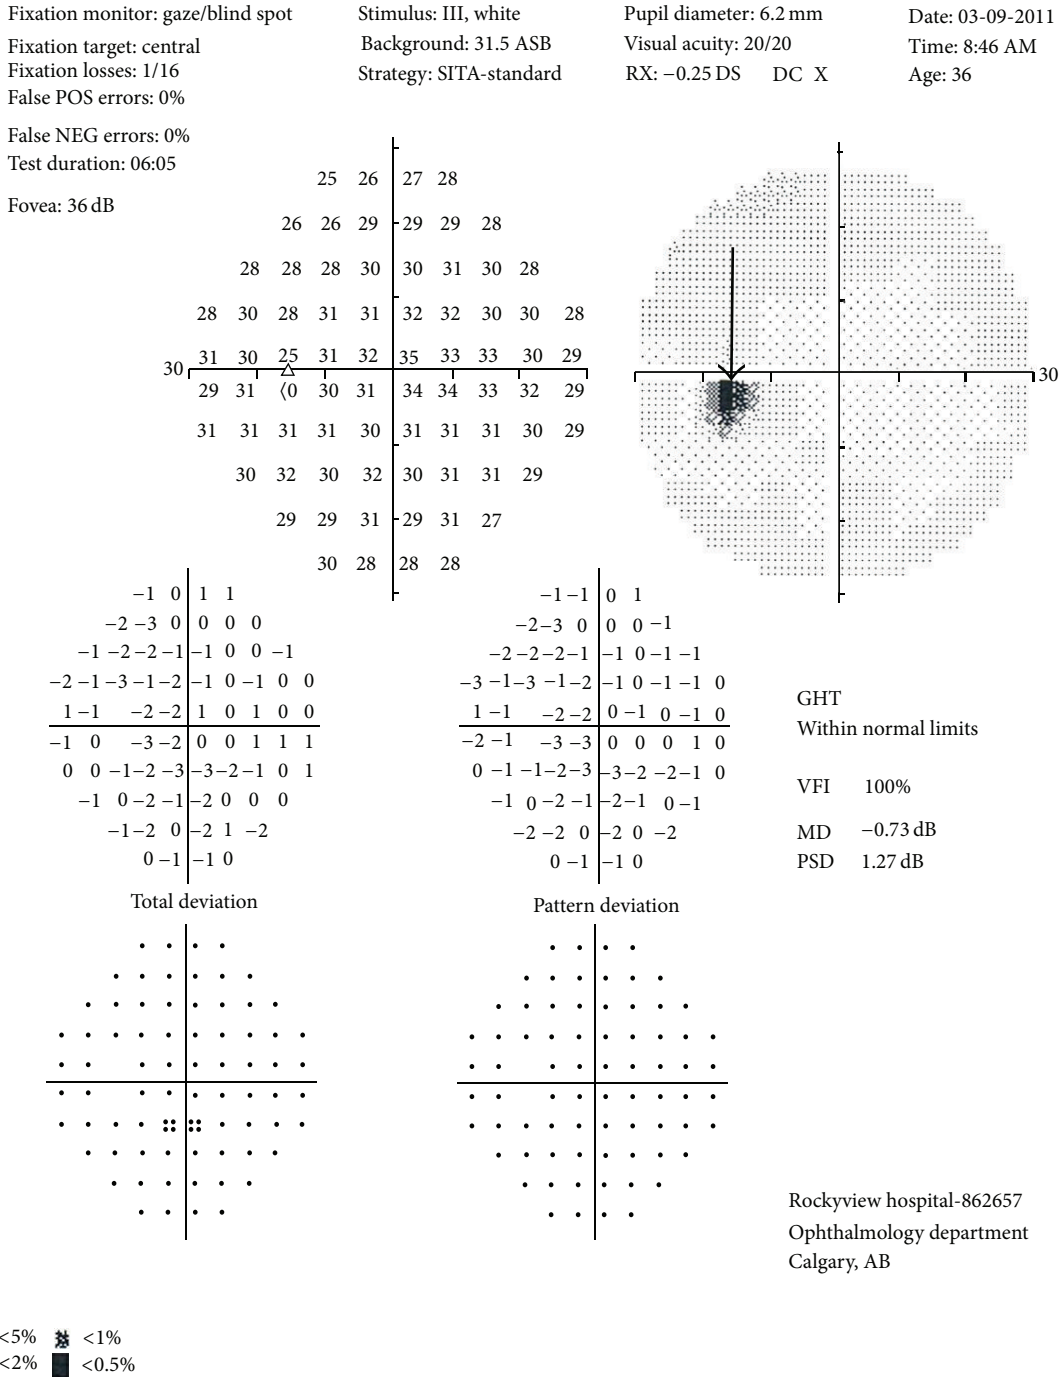 Fixation monitor: gaze/blind spot
Fixation target: central
Fixation losses: 1/16
False POS errors: 0%
False NEG errors: 0%
Test duration: 06:05
Fovea: 36 dB
Stimulus: III, white
Background: 31.5 ASB
Strategy: SITA-standard
Pupil diameter: 6.2 mm
Visual acuity: 20/20
RX: −0.25 DS DC X
Date: 03-09-2011
Time: 8:46 AM
Age: 36
25 26 27 28
26 26 29 29 29 28
28 28 28 30 30 31 30 28
28 30 28 31 31 32 32 30 30 28
31 30 25 31 32 35 33 33 30 29
30
29 31 ⟨0 30 31 34 34 33 32 29
31 31 31 31 30 31 31 31 30 29
30 32 30 32 30 31 31 29
29 29 31 29 31 27
30 28 28 28
30
−1 0 1 1
−2 −3 0 0 0 0
−1 −2 −2 −1 −1 0 0 −1
−2 −1 −3 −1 −2 −1 0 −1 0 0
1 −1 −2 −2 1 0 1 0 0
−1 0 −3 −2 0 0 1 1 1
0 0 −1 −2 −3 −3 −2 −1 0 1
−1 0 −2 −1 −2 0 0 0
−1 −2 0 −2 1 −2
0 −1 −1 0
Total deviation
−1 −1 0 1
−2 −3 0 0 0 −1
−2 −2 −2 −1 −1 0 −1 −1
−3 −1 −3 −1 −2 −1 0 −1 −1 0
1 −1 −2 −2 0 −1 0 −1 0
−2 −1 −3 −3 0 0 0 1 0
0 −1 −1 −2 −3 −3 −2 −2 −1 0
−1 0 −2 −1 −2 −1 0 −1
−2 −2 0 −2 0 −2
0 −1 −1 0
Pattern deviation
GHT
Within normal limits
VFI 100%
MD −0.73 dB
PSD 1.27 dB
Rockyview hospital-862657
Ophthalmology department
Calgary, AB
<5% <1%
<2% <0.5%